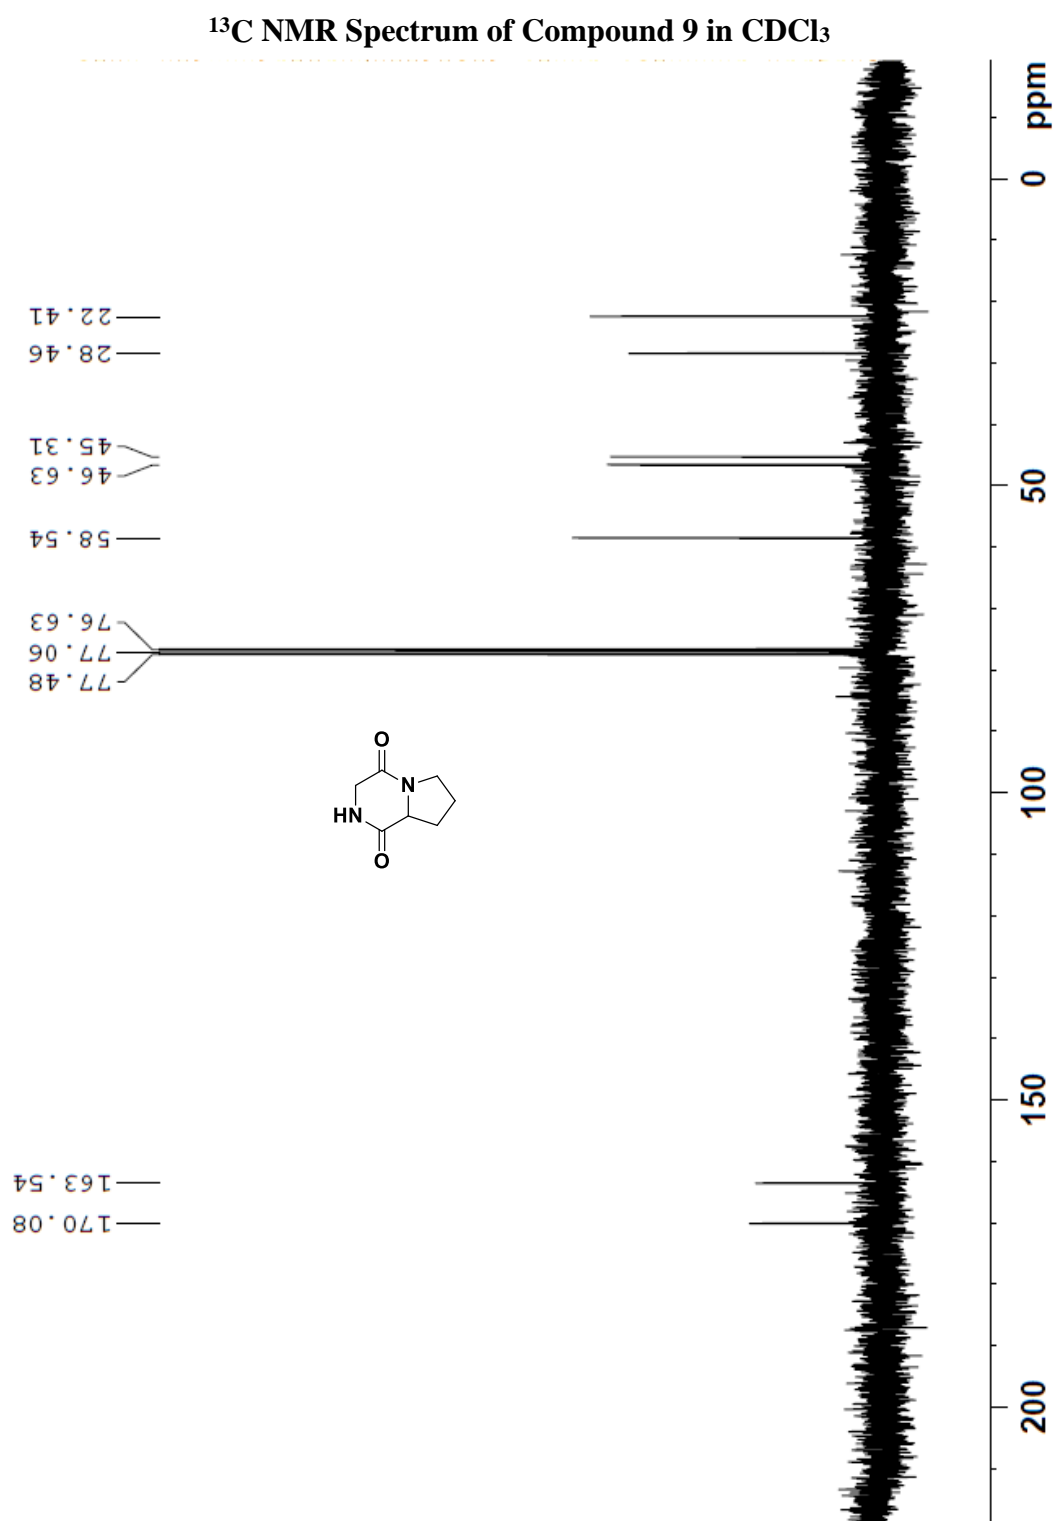 ¹³C NMR Spectrum of Compound 9 in CDCl₃
ppm
0
22.41
28.46
45.31
46.63
50
58.54
76.63
77.06
77.48
O
N
HN
O
100
150
163.54
170.08
200